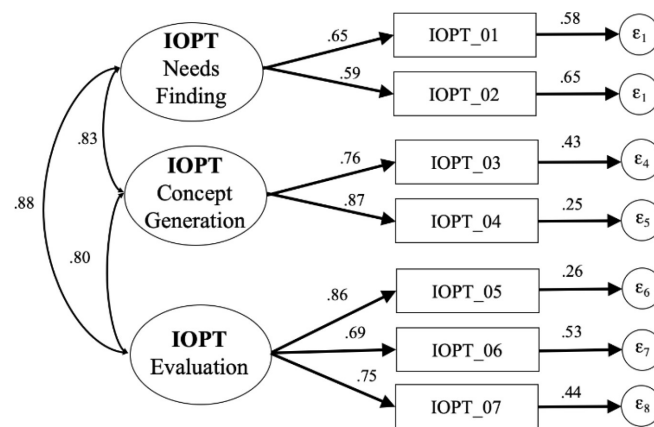 IOPT
Needs
Finding
.65
IOPT_01
.58
ε1
.59
IOPT_02
.65
ε1
.83
IOPT
Concept
Generation
.76
IOPT_03
.43
ε4
.87
IOPT_04
.25
ε5
.88
.80
IOPT
Evaluation
.86
IOPT_05
.26
ε6
.69
IOPT_06
.53
ε7
.75
IOPT_07
.44
ε8